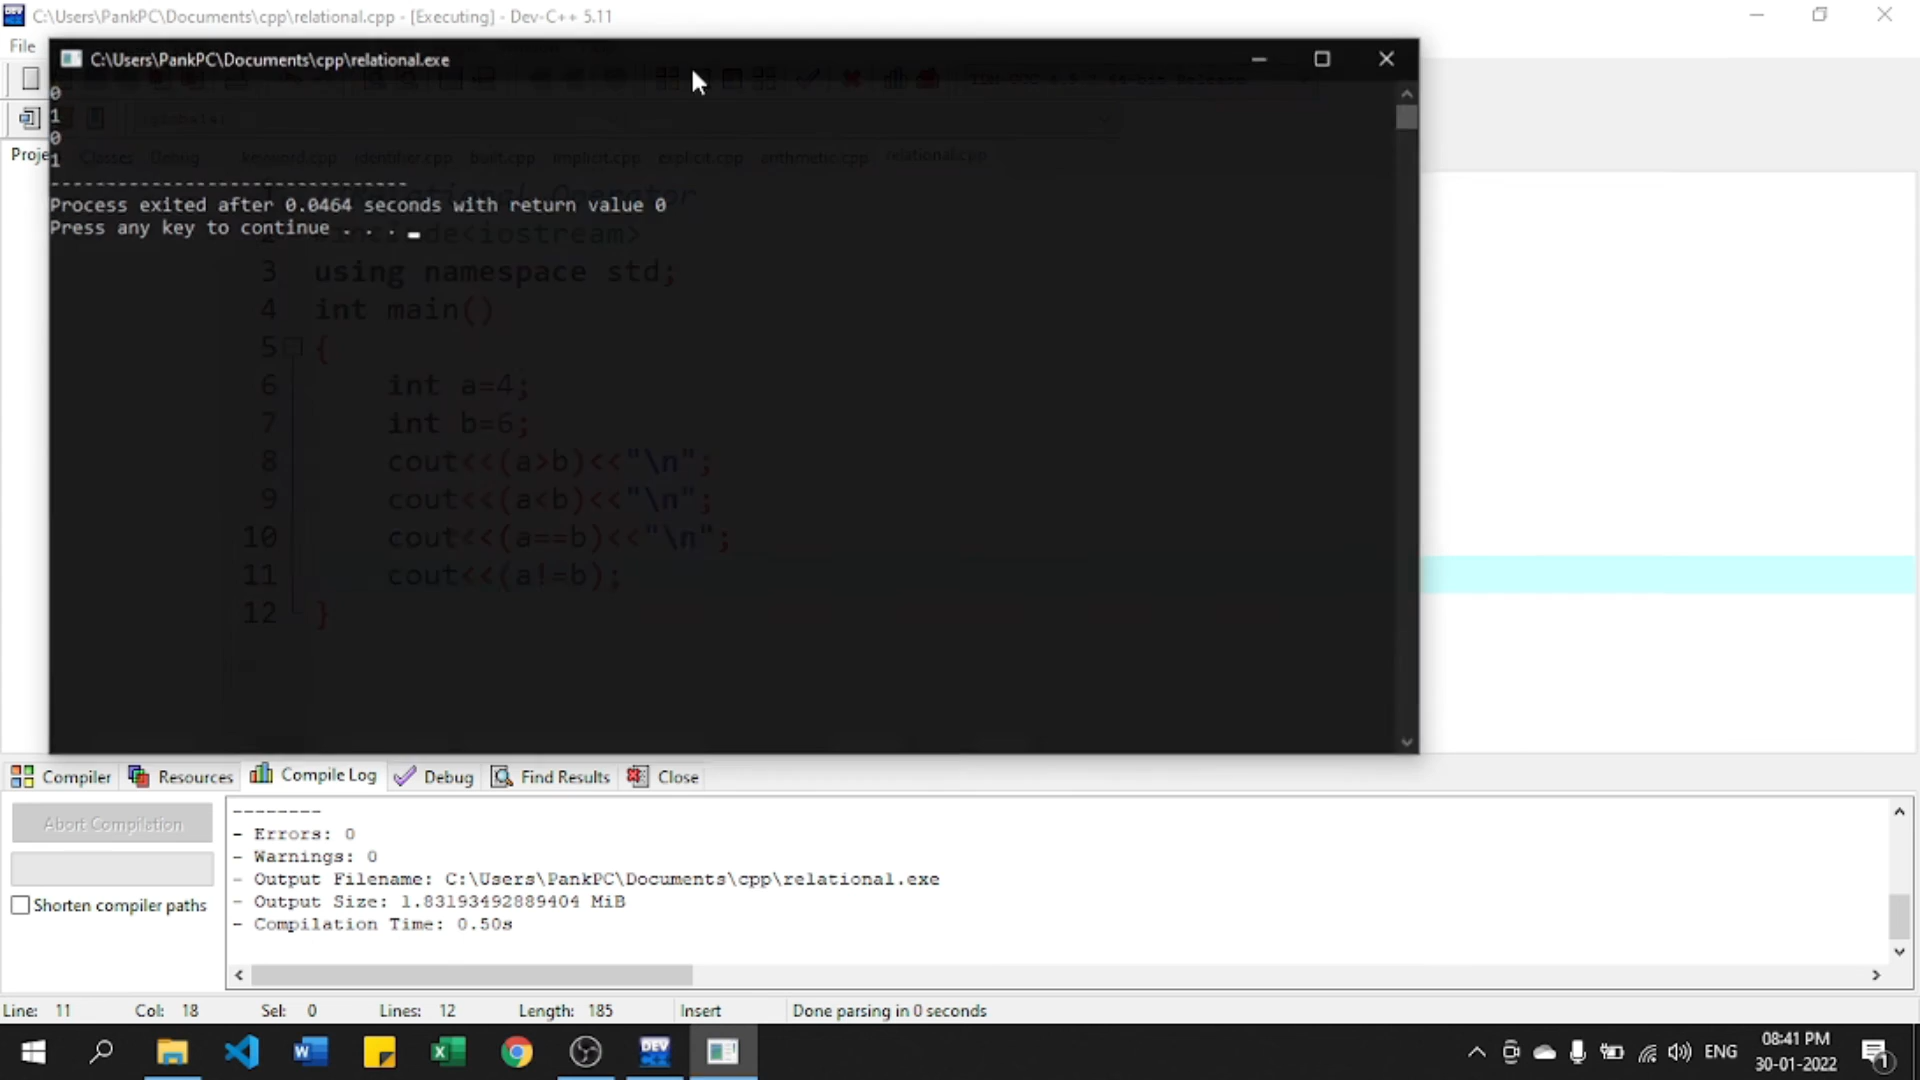 C:\Users\PankPC\Documents\cpp\relational.cpp - [Executing] - Dev-C++ 5.11
File
C:\Users\PankPC\Documents\cpp\relational.exe
0
1
0
1
(globals)
Proje Classes Debug keyword.cpp identifier.cpp built.cpp implicit.cpp explicit.cpp arithmetic.cpp relational.cpp
--------------------------------
Process exited after 0.0464 seconds with return value 0
Press any key to continue . . .
Operator
<iostream>
3 using namespace std;
4 int main()
5 {
6 int a=4;
7 int b=6;
8 cout<<(a>b)<<"\n";
9 cout<<(a<b)<<"\n";
10 cout<<(a==b)<<"\n";
11 cout<<(a!=b);
12 }
Compiler Resources Compile Log Debug Find Results Close
Abort Compilation
Shorten compiler paths
--------
- Errors: 0
- Warnings: 0
- Output Filename: C:\Users\PankPC\Documents\cpp\relational.exe
- Output Size: 1.83193492889404 MiB
- Compilation Time: 0.50s
Line: 11 Col: 18 Sel: 0 Lines: 12 Length: 185 Insert Done parsing in 0 seconds
DEV
ENG
08:41 PM
30-01-2022
1